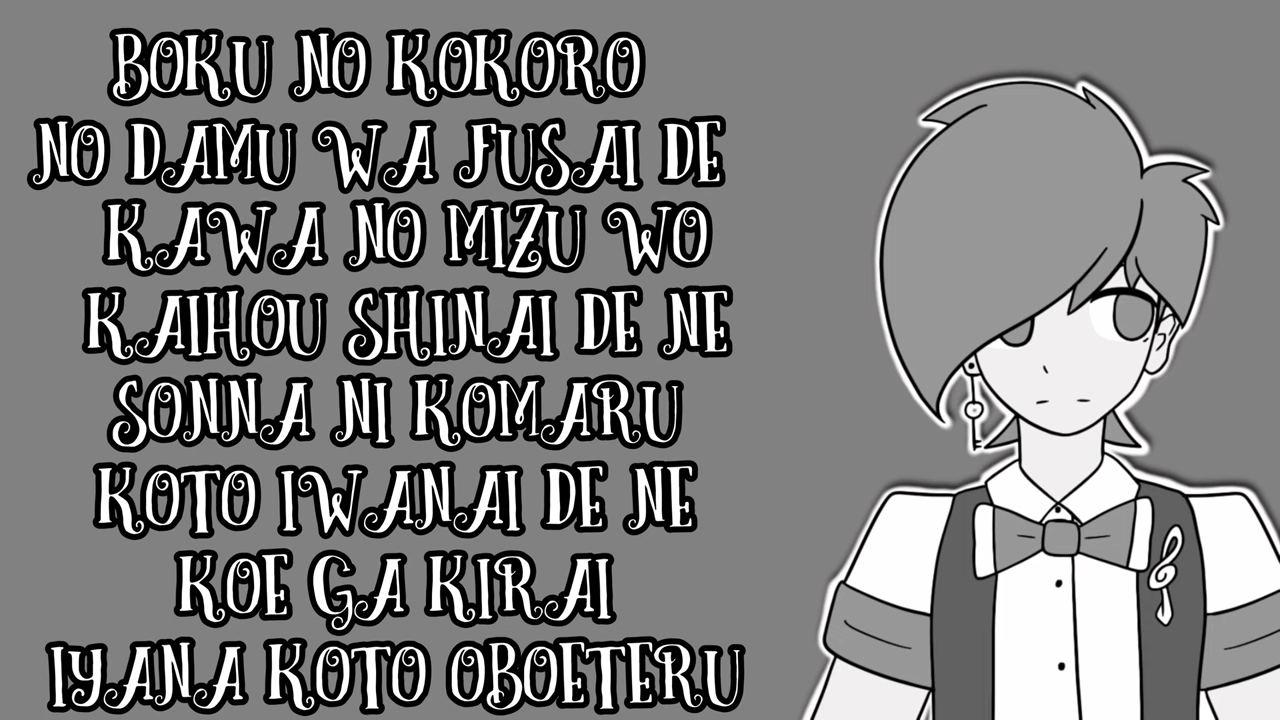 BOKU NO KOKORO
NO DAMU WA FUSAI DE
KAWA NO MIZU WO
KAIHOU SHINAI DE NE
SONNA NI KOMARU
KOTO IWANAI DE NE
KOE GA KIRAI
IYANA KOTO OBOETERU